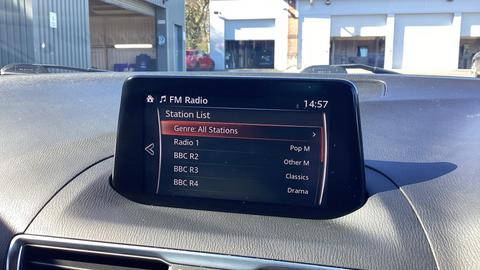 FM Radio 14:57
Station List
Genre: All Stations
Radio 1 Pop M
BBC R2 Other M
BBC R3 Classics
BBC R4 Drama